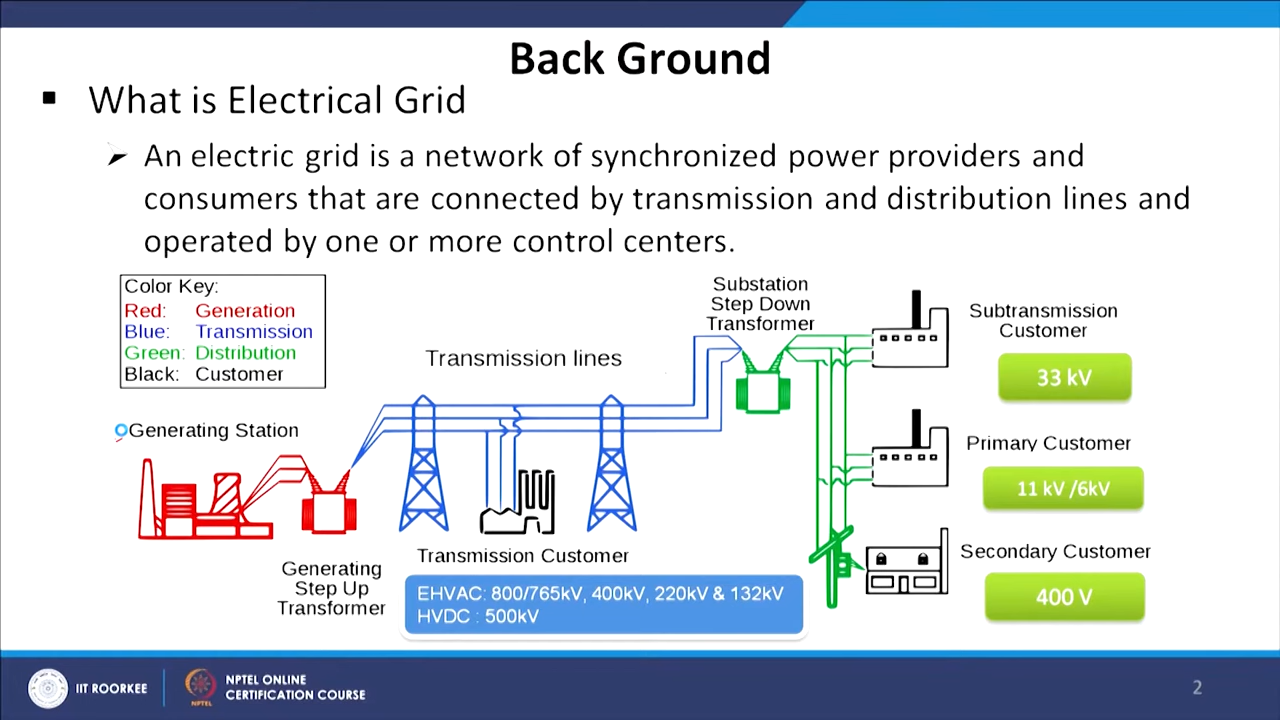 Back Ground
What is Electrical Grid
An electric grid is a network of synchronized power providers and
consumers that are connected by transmission and distribution lines and
operated by one or more control centers.
Color Key:
Red: Generation
Blue: Transmission
Green: Distribution
Black: Customer
Generating Station
Generating
Step Up
Transformer
Transmission lines
Transmission Customer
EHVAC: 800/765kV, 400kV, 220kV & 132kV
HVDC : 500kV
Substation
Step Down
Transformer
Subtransmission
Customer
33 kV
Primary Customer
11 kV /6kV
Secondary Customer
400 V
IIT ROORKEE
NPTEL
NPTEL ONLINE
CERTIFICATION COURSE
2